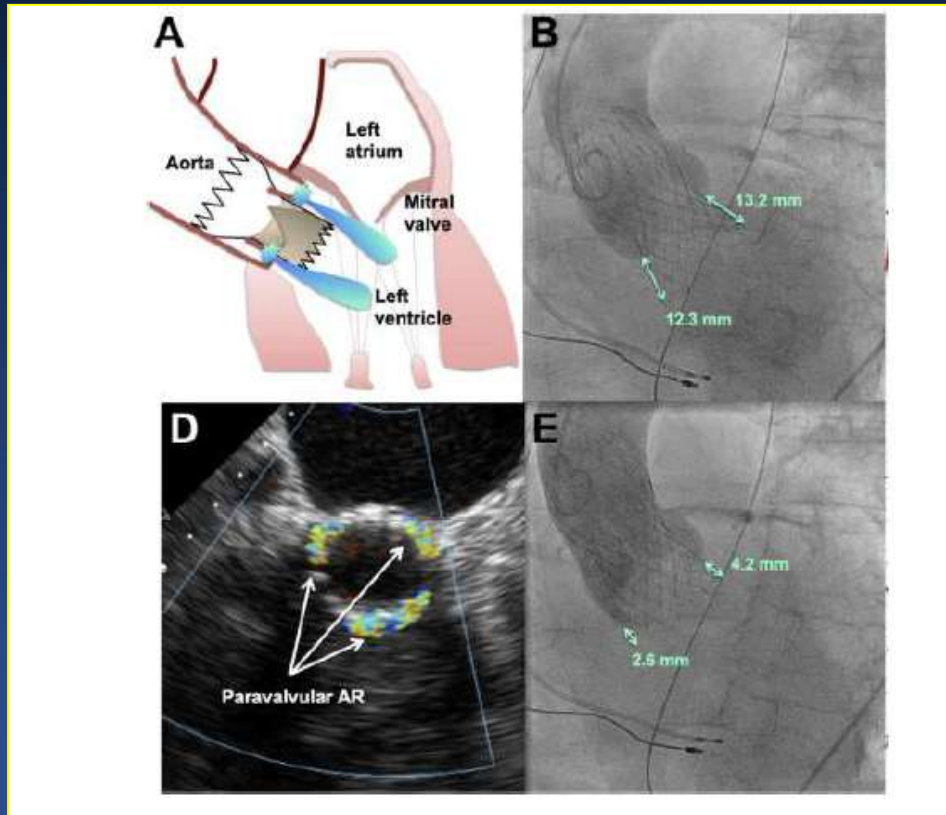 A
Aorta
Left
atrium
Mitral
valve
Left
ventricle
B
13.2 mm
12.3 mm
D
Paravalvular AR
E
4.2 mm
2.6 mm